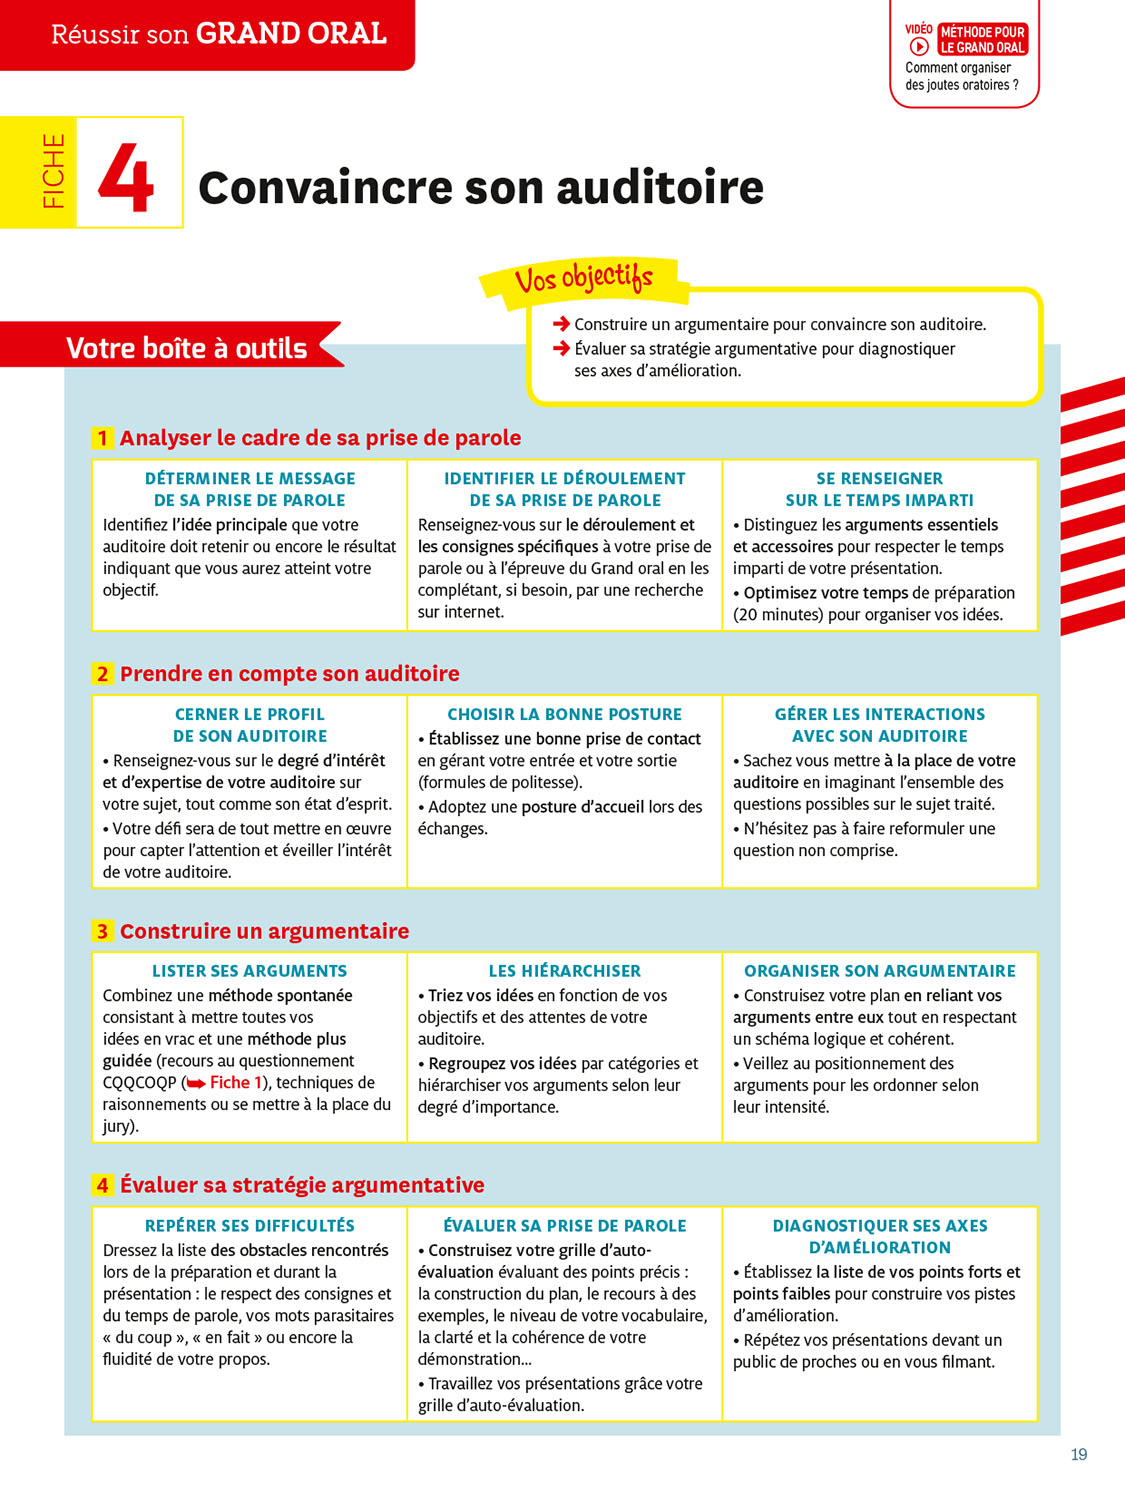 Réussir son GRAND ORAL
VIDÉO
MÉTHODE POUR
LE GRAND ORAL
Comment organiser
des joutes oratoires ?
FICHE
4
Convaincre son auditoire
Vos objectifs
Construire un argumentaire pour convaincre son auditoire.
Évaluer sa stratégie argumentative pour diagnostiquer
ses axes d'amélioration.
Votre boîte à outils
1 Analyser le cadre de sa prise de parole
DÉTERMINER LE MESSAGE
DE SA PRISE DE PAROLE
Identifiez l'idée principale que votre
auditoire doit retenir ou encore le résultat
indiquant que vous aurez atteint votre
objectif.
IDENTIFIER LE DÉROULEMENT
DE SA PRISE DE PAROLE
Renseignez-vous sur le déroulement et
les consignes spécifiques à votre prise de
parole ou à l'épreuve du Grand oral en les
complétant, si besoin, par une recherche
sur internet.
SE RENSEIGNER
SUR LE TEMPS IMPARTI
• Distinguez les arguments essentiels
et accessoires pour respecter le temps
imparti de votre présentation.
• Optimisez votre temps de préparation
(20 minutes) pour organiser vos idées.
2 Prendre en compte son auditoire
CERNER LE PROFIL
DE SON AUDITOIRE
• Renseignez-vous sur le degré d'intérêt
et d'expertise de votre auditoire sur
votre sujet, tout comme son état d'esprit.
• Votre défi sera de tout mettre en œuvre
pour capter l'attention et éveiller l'intérêt
de votre auditoire.
CHOISIR LA BONNE POSTURE
• Établissez une bonne prise de contact
en gérant votre entrée et votre sortie
(formules de politesse).
• Adoptez une posture d'accueil lors des
échanges.
GÉRER LES INTERACTIONS
AVEC SON AUDITOIRE
• Sachez vous mettre à la place de votre
auditoire en imaginant l'ensemble des
questions possibles sur le sujet traité.
• N'hésitez pas à faire reformuler une
question non comprise.
3 Construire un argumentaire
LISTER SES ARGUMENTS
Combinez une méthode spontanée
consistant à mettre toutes vos
idées en vrac et une méthode plus
guidée (recours au questionnement
CQQCOQP (➥ Fiche 1), techniques de
raisonnements ou se mettre à la place du
jury).
LES HIÉRARCHISER
• Triez vos idées en fonction de vos
objectifs et des attentes de votre
auditoire.
• Regroupez vos idées par catégories et
hiérarchiser vos arguments selon leur
degré d'importance.
ORGANISER SON ARGUMENTAIRE
• Construisez votre plan en reliant vos
arguments entre eux tout en respectant
un schéma logique et cohérent.
• Veillez au positionnement des
arguments pour les ordonner selon
leur intensité.
4 Évaluer sa stratégie argumentative
REPÉRER SES DIFFICULTÉS
Dressez la liste des obstacles rencontrés
lors de la préparation et durant la
présentation : le respect des consignes et
du temps de parole, vos mots parasitaires
« du coup », « en fait » ou encore la
fluidité de votre propos.
ÉVALUER SA PRISE DE PAROLE
• Construisez votre grille d'auto-
évaluation évaluant des points précis :
la construction du plan, le recours à des
exemples, le niveau de votre vocabulaire,
la clarté et la cohérence de votre
démonstration...
• Travaillez vos présentations grâce votre
grille d'auto-évaluation.
DIAGNOSTIQUER SES AXES
D'AMÉLIORATION
• Établissez la liste de vos points forts et
points faibles pour construire vos pistes
d'amélioration.
• Répétez vos présentations devant un
public de proches ou en vous filmant.
19